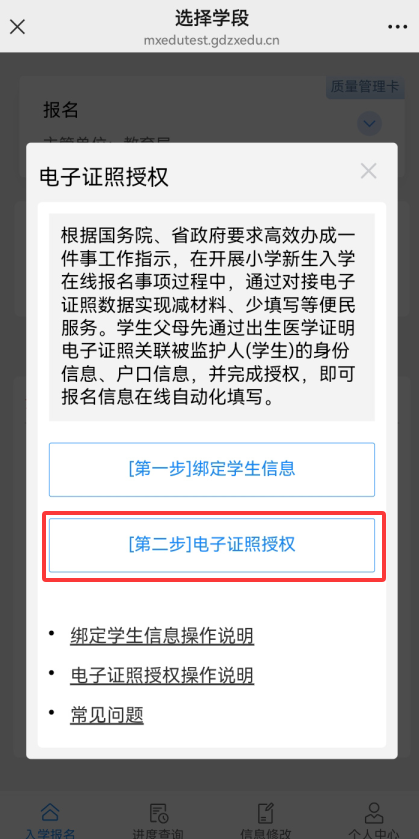 选择学段
mxedutest.gdzxedu.cn
质量管理卡
报名
电子证照授权
根据国务院、省政府要求高效办成一
件事工作指示，在开展小学新生入学
在线报名事项过程中，通过对接电子
证照数据实现减材料、少填写等便民
服务。学生父母先通过出生医学证明
电子证照关联被监护人(学生)的身份
信息、户口信息，并完成授权，即可
报名信息在线自动化填写。
[第一步]绑定学生信息
[第二步]电子证照授权
• 绑定学生信息操作说明
• 电子证照授权操作说明
• 常见问题
入学报名 进度查询 信息修改 个人中心